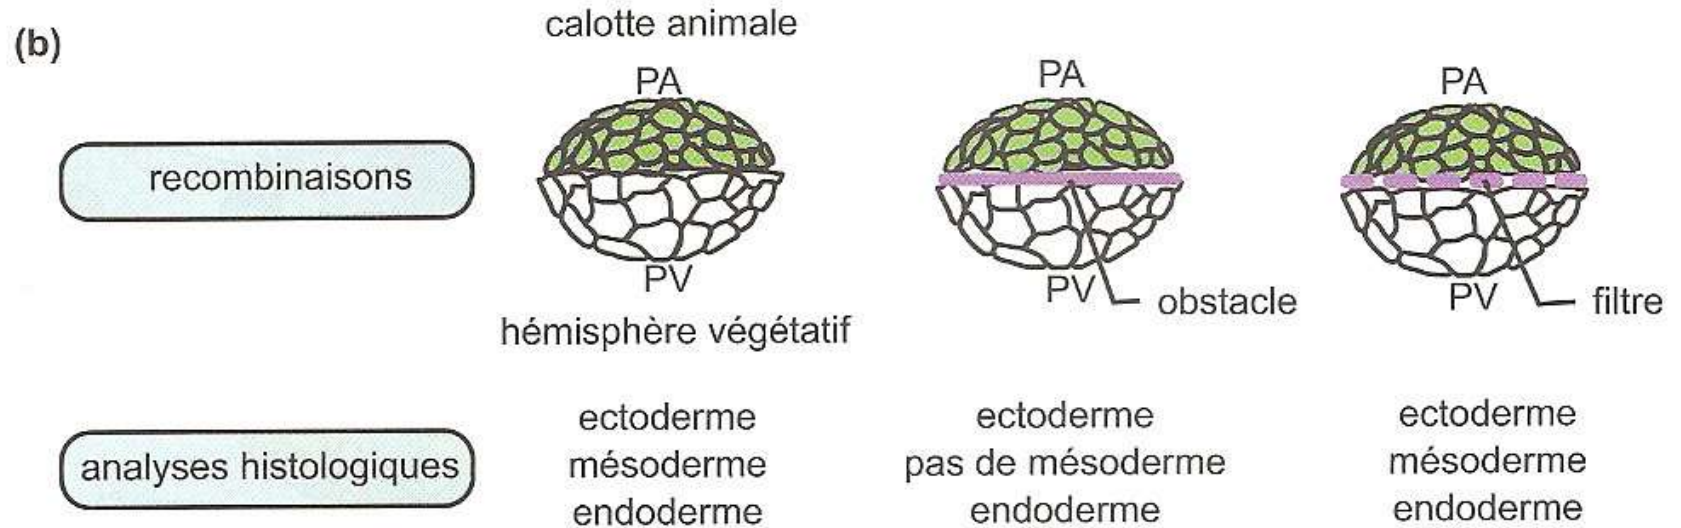 (b)
calotte animale
PA
PA
PA
recombinaisons
PV
PV
PV
obstacle
filtre
hémisphère végétatif
analyses histologiques
ectoderme
mésoderme
endoderme
ectoderme
pas de mésoderme
endoderme
ectoderme
mésoderme
endoderme